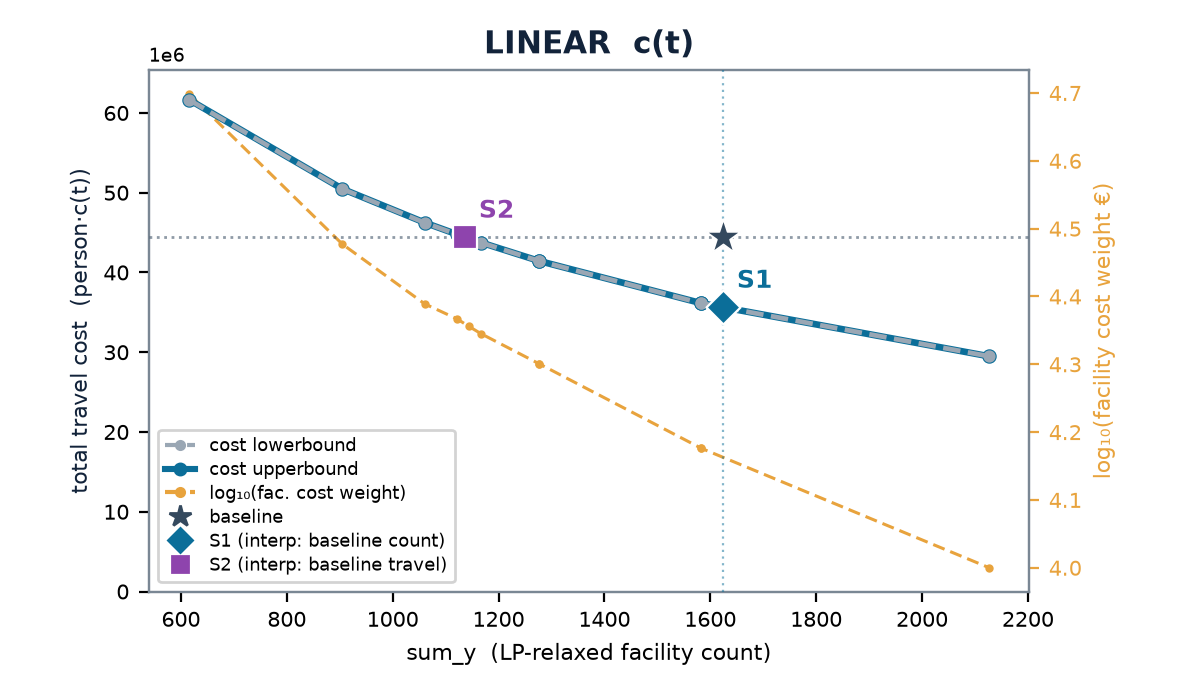 LINEAR  c(t)
1e6
60
50
40
30
20
10
0
total travel cost  (person·c(t))
4.7
4.6
4.5
4.4
4.3
4.2
4.1
4.0
log₁₀(facility cost weight €)
S2
S1
cost lowerbound
cost upperbound
log₁₀(fac. cost weight)
baseline
S1 (interp: baseline count)
S2 (interp: baseline travel)
600
800
1000
1200
1400
1600
1800
2000
2200
sum_y  (LP-relaxed facility count)